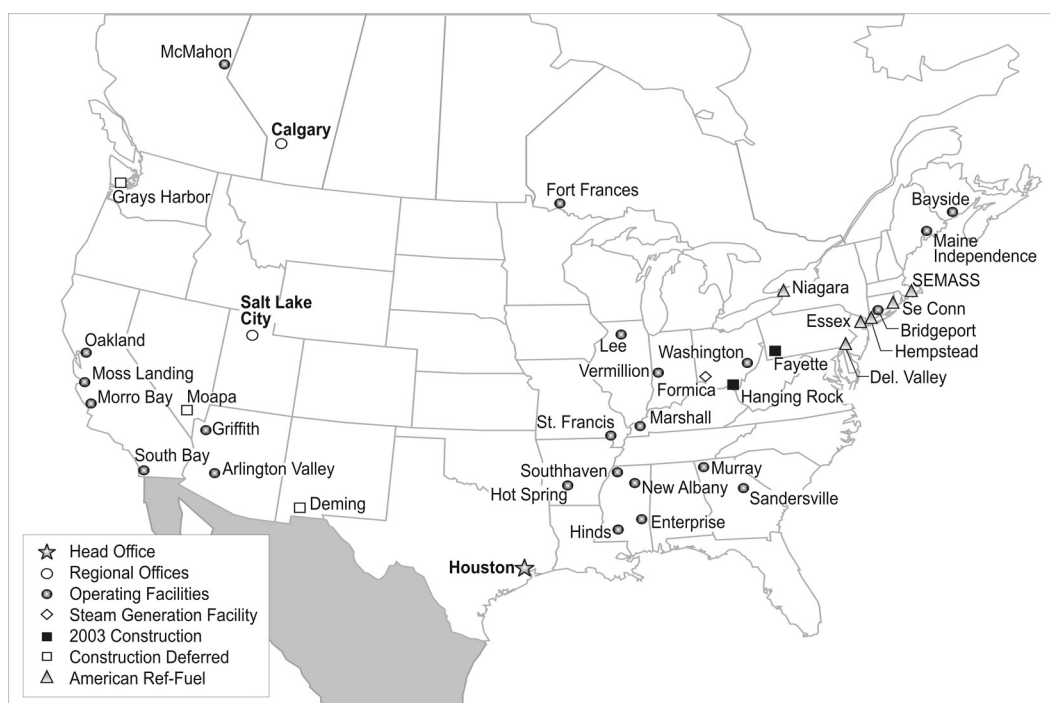 McMahon
Calgary
Grays Harbor
Fort Frances
Bayside
Maine
Independence
Niagara
SEMASS
Salt Lake
City
Se Conn
Essex
Bridgeport
Oakland
Lee
Washington
Hempstead
Fayette
Moss Landing
Vermillion
Del. Valley
Morro Bay
Moapa
Formica
Hanging Rock
Griffith
St. Francis
Marshall
South Bay
Arlington Valley
Southhaven
Murray
Hot Spring
New Albany
Sandersville
Deming
Hinds
Enterprise
Houston
Head Office
Regional Offices
Operating Facilities
Steam Generation Facility
2003 Construction
Construction Deferred
American Ref-Fuel